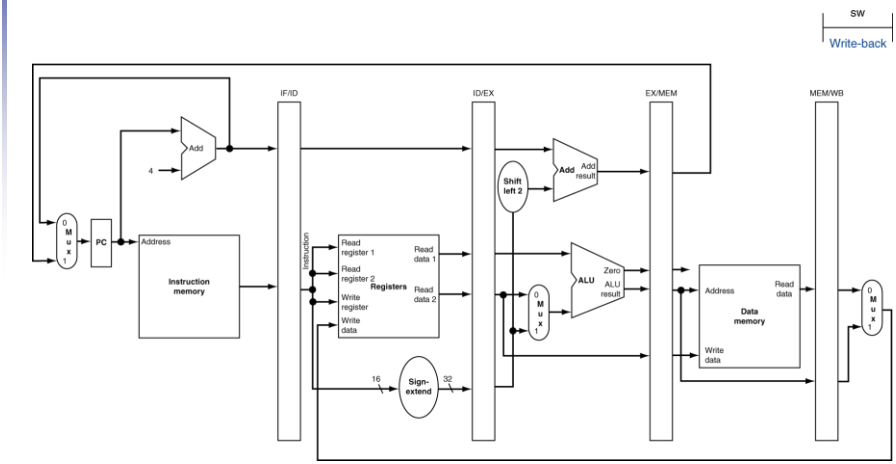 SW
Write-back
IF/ID
ID/EX
EX/MEM
MEM/WB
Add
4
Add
Add
result
Shift
left 2
0
M
u
x
1
PC
Address
Instruction
memory
Instruction
Read
register 1
Read
register 2
Write
register
Write
data
Registers
Read
data 1
Read
data 2
16
Sign-
extend
32
0
M
u
x
1
Zero
ALU
ALU
result
Address
Read
data
Data
memory
Write
data
0
M
u
x
1